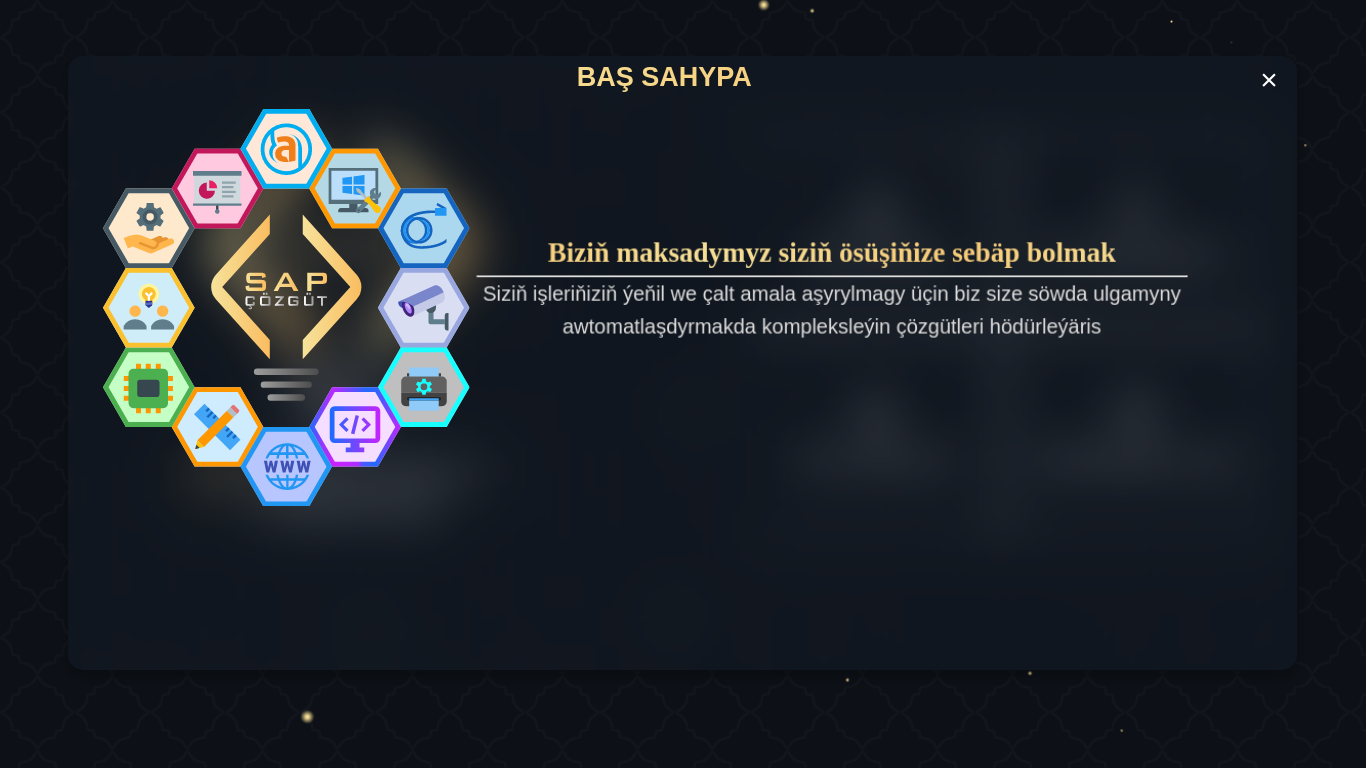 BAŞ SAHYPA
SAP
ÇÖZGÜT
WWW
Biziň maksadymyz siziň ösüşiňize sebäp bolmak
Siziň işleriňiziň ýeňil we çalt amala aşyrylmagy üçin biz size söwda ulgamyny
awtomatlaşdyrmakda kompleksleýin çözgütleri hödürleýäris